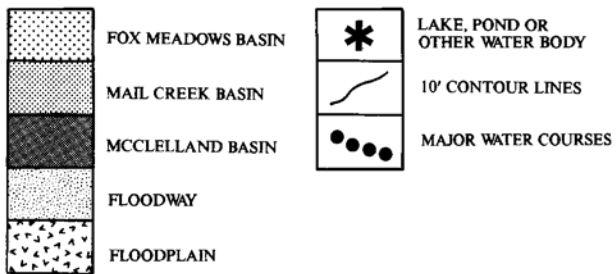 FOX MEADOWS BASIN
MAIL CREEK BASIN
MCCLELLAND BASIN
FLOODWAY
FLOODPLAIN
LAKE, POND OR
OTHER WATER BODY
10' CONTOUR LINES
MAJOR WATER COURSES